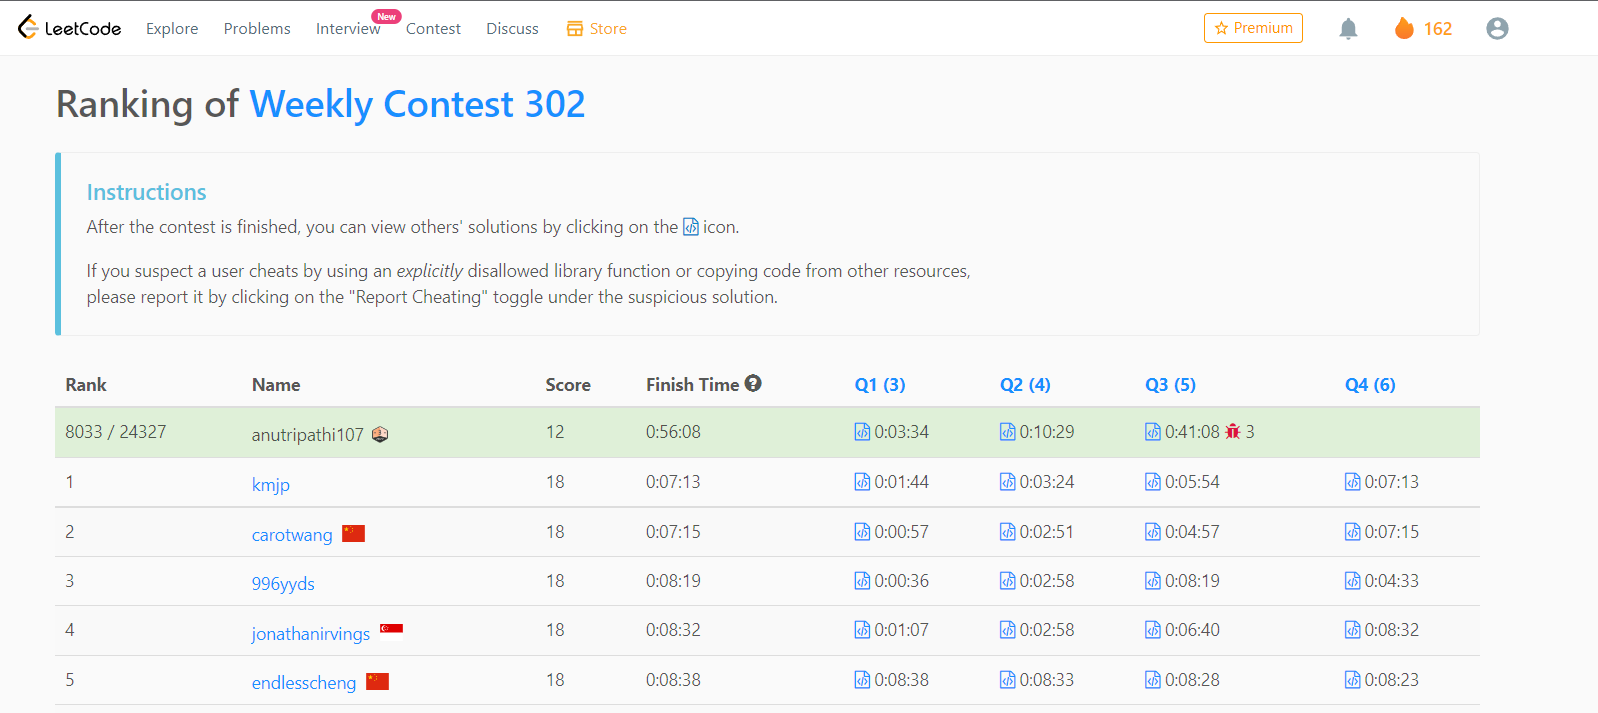 LeetCode Explore Problems Interview New Contest Discuss Store Premium 162
Ranking of Weekly Contest 302
Instructions
After the contest is finished, you can view others' solutions by clicking on the icon.
If you suspect a user cheats by using an explicitly disallowed library function or copying code from other resources,
please report it by clicking on the "Report Cheating" toggle under the suspicious solution.
Rank Name Score Finish Time Q1 (3) Q2 (4) Q3 (5) Q4 (6)
8033 / 24327 anutripathi107 12 0:56:08 0:03:34 0:10:29 0:41:08 3
1 kmjp 18 0:07:13 0:01:44 0:03:24 0:05:54 0:07:13
2 carotwang 18 0:07:15 0:00:57 0:02:51 0:04:57 0:07:15
3 996yyds 18 0:08:19 0:00:36 0:02:58 0:08:19 0:04:33
4 jonathanirvings 18 0:08:32 0:01:07 0:02:58 0:06:40 0:08:32
5 endlesscheng 18 0:08:38 0:08:38 0:08:33 0:08:28 0:08:23